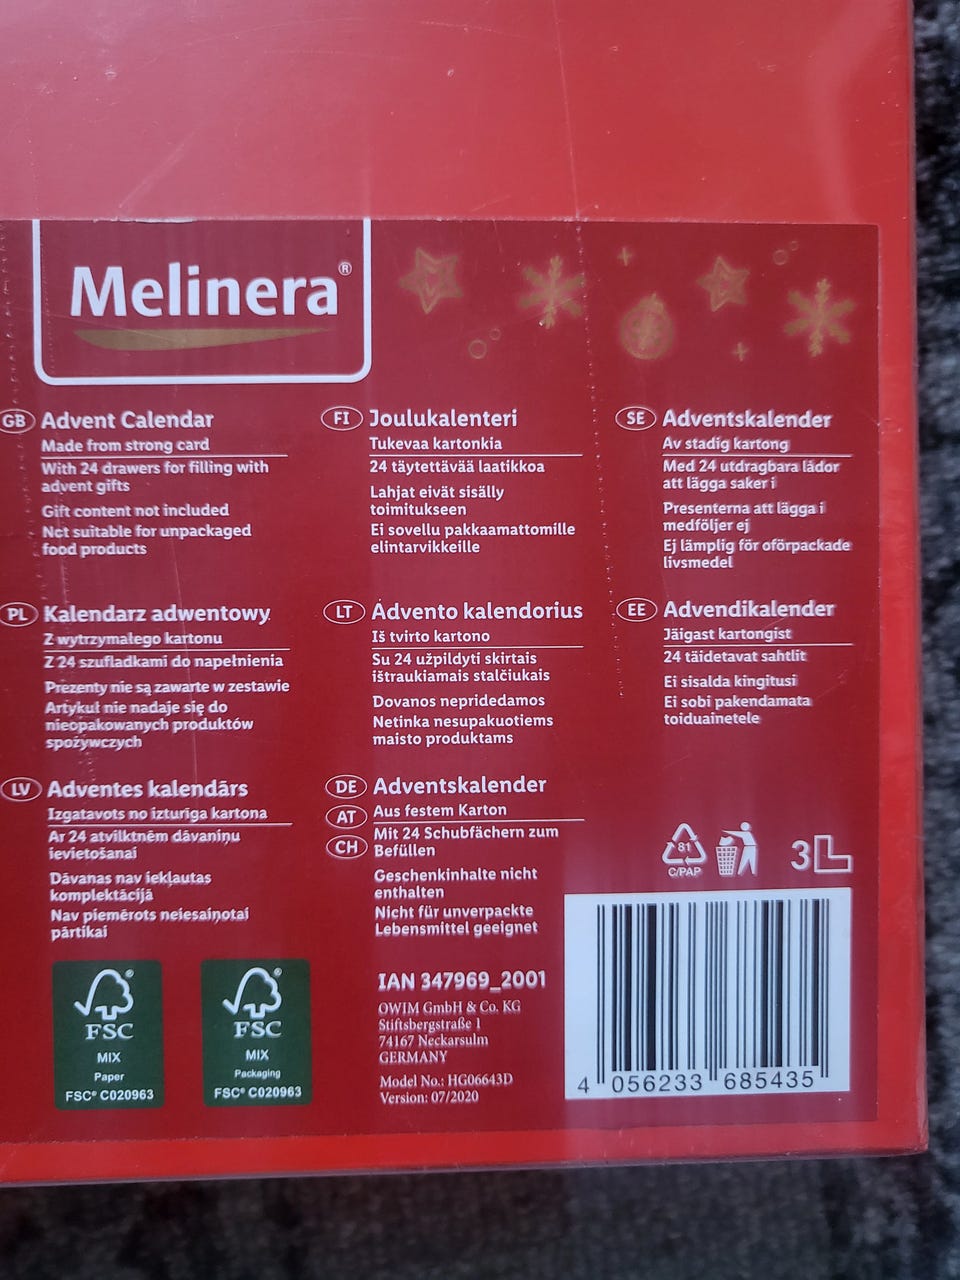 Melinera®
GB Advent Calendar
Made from strong card
With 24 drawers for filling with
advent gifts
Gift content not included
Not suitable for unpackaged
food products
FI Joulukalenteri
Tukevaa kartonkia
24 täytettävää laatikkoa
Lahjat eivät sisälly
toimitukseen
Ei sovellu pakkaamattomille
elintarvikkeille
SE Adventskalender
Av stadig kartong
Med 24 utdragbara lådor
att lägga saker i
Presenterna att lägga i
medföljer ej
Ej lämplig för oförpackade
livsmedel
PL Kalendarz adwentowy
Z wytrzymałego kartonu
Z 24 szufladkami do napełnienia
Prezenty nie są zawarte w zestawie
Artykuł nie nadaje się do
nieopakowanych produktów
spożywczych
LT Advento kalendorius
Iš tvirto kartono
Su 24 užpildyti skirtais
ištraukiamais stalčiukais
Dovanos nepridedamos
Netinka nesupakuotiems
maisto produktams
EE Advendikalender
Jäigast kartongist
24 täidetavat sahtlit
Ei sisalda kingitusi
Ei sobi pakendamata
toiduainetele
LV Adventes kalendārs
Izgatavots no izturīga kartona
Ar 24 atvilktnēm dāvaniņu
ievietošanai
Dāvanas nav iekļautas
komplektācijā
Nav piemērots neiesaiņotai
pārtikai
DE Adventskalender
AT Aus festem Karton
CH Mit 24 Schubfächern zum
Befüllen
Geschenkinhalte nicht
enthalten
Nicht für unverpackte
Lebensmittel geeignet
81
C/PAP
3L
FSC
MIX
Paper
FSC® C020963
FSC
MIX
Packaging
FSC® C020963
IAN 347969_2001
OWIM GmbH & Co. KG
Stiftsbergstraße 1
74167 Neckarsulm
GERMANY
Model No.: HG06643D
Version: 07/2020
4 056233 685435